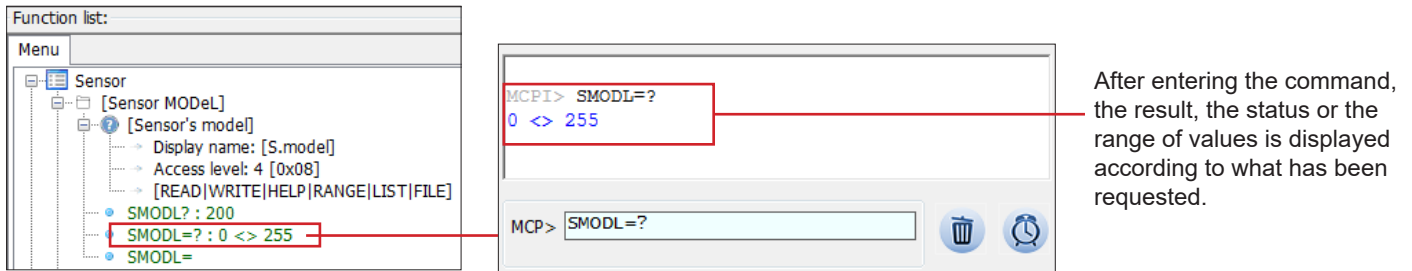 Function list:
Menu
Sensor
[Sensor MODeL]
[Sensor's model]
Display name: [S.model]
Access level: 4 [0x08]
[READ|WRITE|HELP|RANGE|LIST|FILE]
SMODL? : 200
SMODL=? : 0 <> 255
SMODL=
MCPI> SMODL=?
0 <> 255
MCP> SMODL=?
After entering the command,
the result, the status or the
range of values is displayed
according to what has been
requested.